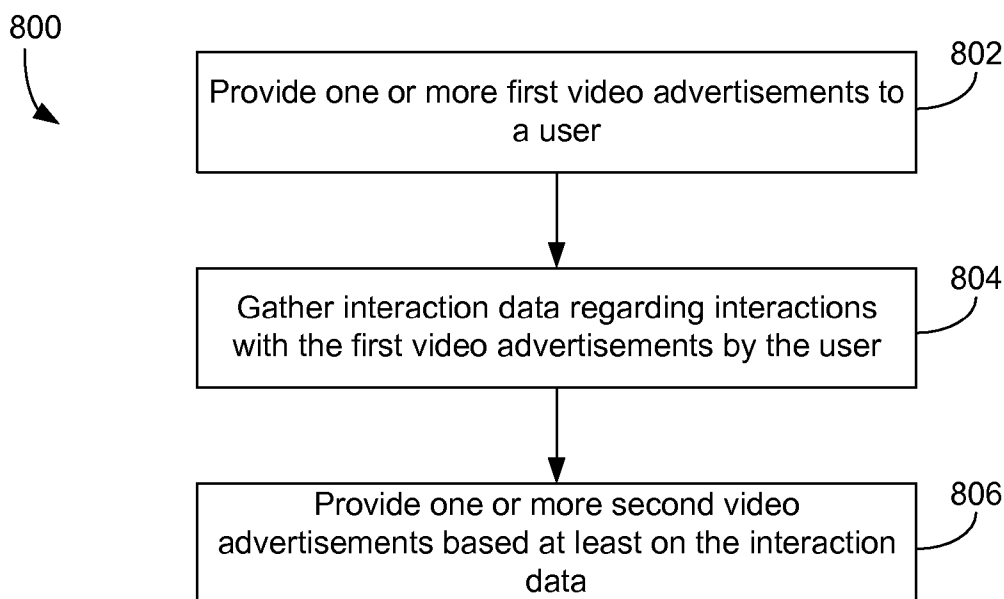 800
802
Provide one or more first video advertisements to
a user
804
Gather interaction data regarding interactions
with the first video advertisements by the user
806
Provide one or more second video
advertisements based at least on the interaction
data